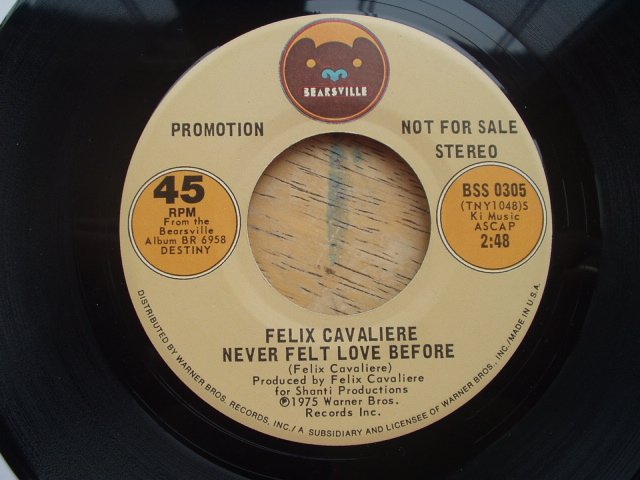 BEARSVILLE
PROMOTION
NOT FOR SALE
STEREO
45
RPM
From the
Bearsville
Album BR 6958
DESTINY
BSS 0305
(TNY1048)S
Ki Music
ASCAP
2:48
FELIX CAVALIERE
NEVER FELT LOVE BEFORE
(Felix Cavaliere)
Produced by Felix Cavaliere
for Shanti Productions
℗1975 Warner Bros.
Records Inc.
DISTRIBUTED BY WARNER BROS. RECORDS, INC./A SUBSIDIARY AND LICENSEE OF WARNER BROS., INC./MADE IN U.S.A.